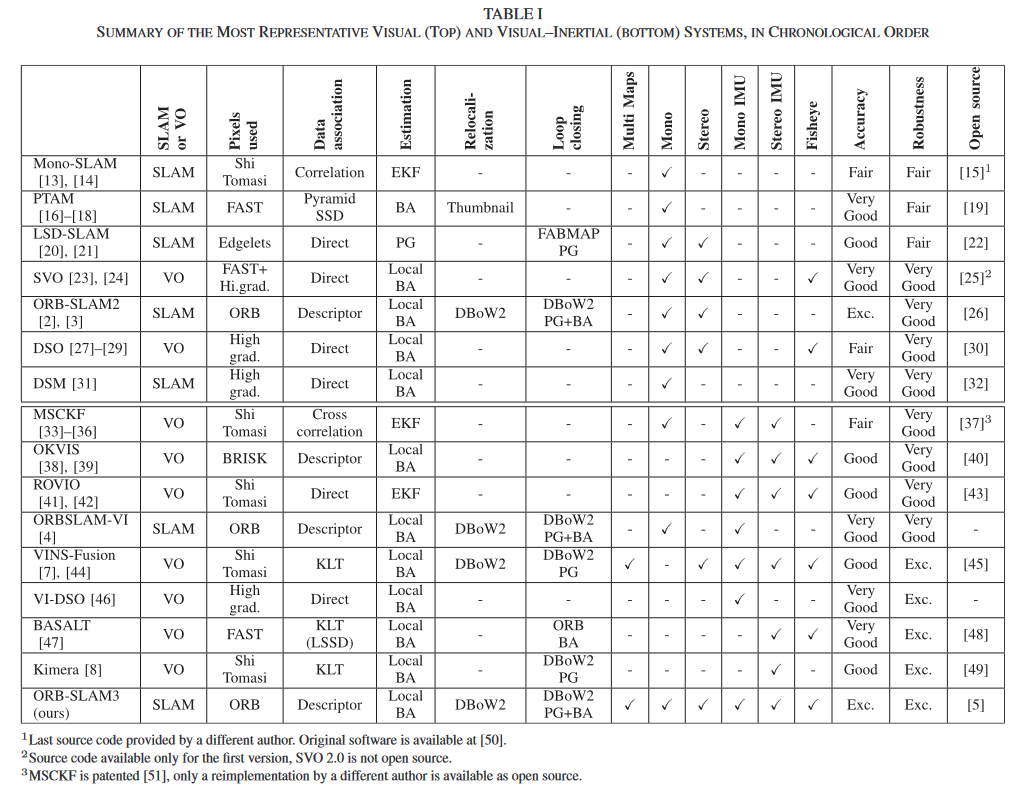 TABLE I
SUMMARY OF THE MOST REPRESENTATIVE VISUAL (TOP) AND VISUAL–INERTIAL (BOTTOM) SYSTEMS, IN CHRONOLOGICAL ORDER
SLAM or VO | Pixels used | Data association | Estimation | Relocali-zation | Loop closing | Multi Maps | Mono | Stereo | Mono IMU | Stereo IMU | Fisheye | Accuracy | Robustness | Open source
Mono-SLAM [13], [14] | SLAM | Shi Tomasi | Correlation | EKF | - | - | - | ✓ | - | - | - | - | Fair | Fair | [15]1
PTAM [16]–[18] | SLAM | FAST | Pyramid SSD | BA | Thumbnail | - | - | ✓ | - | - | - | - | Very Good | Fair | [19]
LSD-SLAM [20], [21] | SLAM | Edgelets | Direct | PG | - | FABMAP PG | - | ✓ | ✓ | - | - | - | Good | Fair | [22]
SVO [23], [24] | VO | FAST+ Hi.grad. | Direct | Local BA | - | - | - | ✓ | ✓ | - | - | ✓ | Very Good | Very Good | [25]2
ORB-SLAM2 [2], [3] | SLAM | ORB | Descriptor | Local BA | DBoW2 | DBoW2 PG+BA | - | ✓ | ✓ | - | - | - | Exc. | Very Good | [26]
DSO [27]–[29] | VO | High grad. | Direct | Local BA | - | - | - | ✓ | ✓ | - | - | ✓ | Fair | Very Good | [30]
DSM [31] | SLAM | High grad. | Direct | Local BA | - | - | - | ✓ | - | - | - | - | Very Good | Very Good | [32]
MSCKF [33]–[36] | VO | Shi Tomasi | Cross correlation | EKF | - | - | - | ✓ | - | ✓ | ✓ | - | Fair | Very Good | [37]3
OKVIS [38], [39] | VO | BRISK | Descriptor | Local BA | - | - | - | - | - | ✓ | ✓ | ✓ | Good | Very Good | [40]
ROVIO [41], [42] | VO | Shi Tomasi | Direct | EKF | - | - | - | - | - | ✓ | ✓ | ✓ | Good | Very Good | [43]
ORBSLAM-VI [4] | SLAM | ORB | Descriptor | Local BA | DBoW2 | DBoW2 PG+BA | - | ✓ | - | ✓ | - | - | Very Good | Very Good | -
VINS-Fusion [7], [44] | VO | Shi Tomasi | KLT | Local BA | DBoW2 | DBoW2 PG | ✓ | - | ✓ | ✓ | ✓ | ✓ | Good | Exc. | [45]
VI-DSO [46] | VO | High grad. | Direct | Local BA | - | - | - | - | - | ✓ | - | - | Very Good | Exc. | -
BASALT [47] | VO | FAST | KLT (LSSD) | Local BA | - | ORB BA | - | - | - | - | ✓ | ✓ | Very Good | Exc. | [48]
Kimera [8] | VO | Shi Tomasi | KLT | Local BA | - | DBoW2 PG | - | - | - | - | ✓ | - | Good | Exc. | [49]
ORB-SLAM3 (ours) | SLAM | ORB | Descriptor | Local BA | DBoW2 | DBoW2 PG+BA | ✓ | ✓ | ✓ | ✓ | ✓ | ✓ | Exc. | Exc. | [5]
1Last source code provided by a different author. Original software is available at [50].
2Source code available only for the first version, SVO 2.0 is not open source.
3MSCKF is patented [51], only a reimplementation by a different author is available as open source.